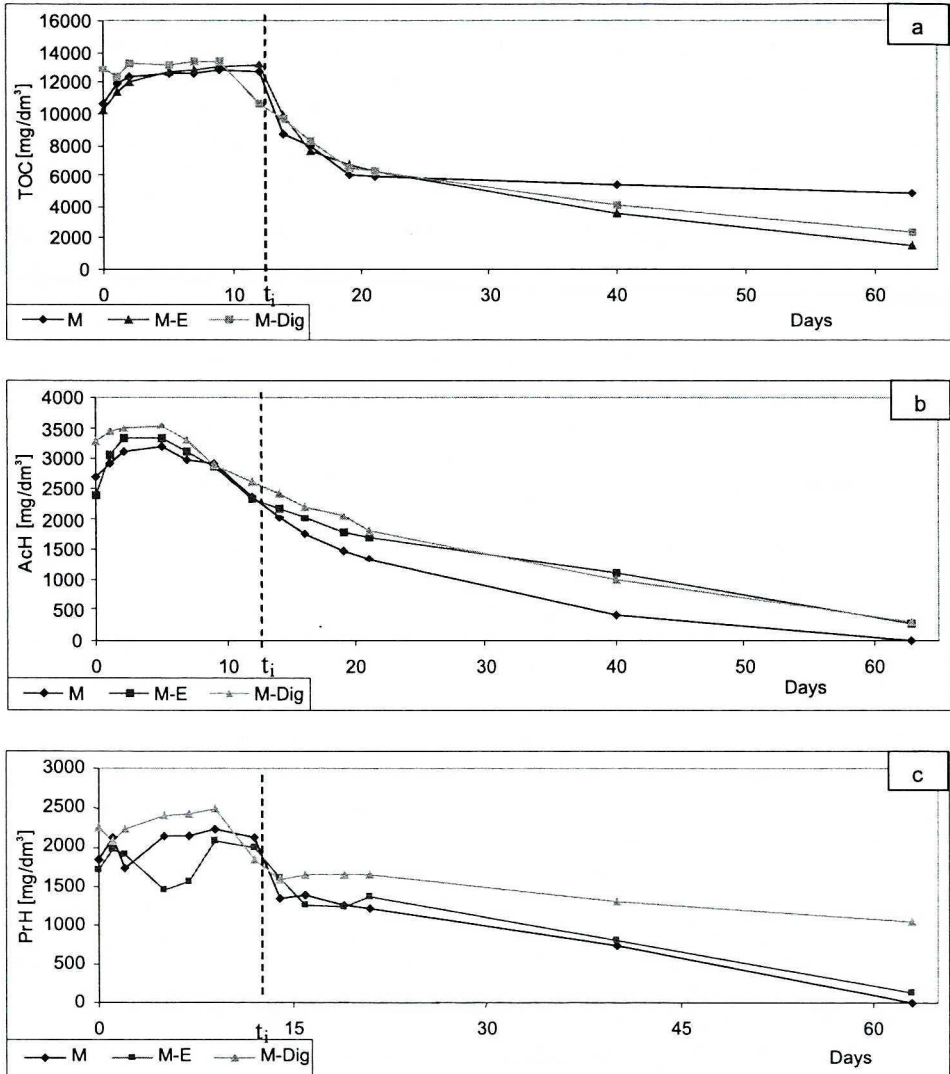 a
16000
14000
12000
10000
8000
6000
4000
2000
0
TOC [mg/dm³]
0 10 tᵢ 20 30 40 50 60
Days
M M-E M-Dig
b
4000
3500
3000
2500
2000
1500
1000
500
0
AcH [mg/dm³]
0 10 tᵢ 20 30 40 50 60
Days
M M-E M-Dig
c
3000
2500
2000
1500
1000
500
0
PrH [mg/dm³]
0 tᵢ 15 30 45 60
Days
M M-E M-Dig